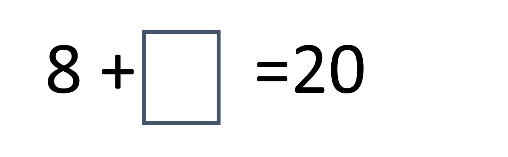 8 + □ =20